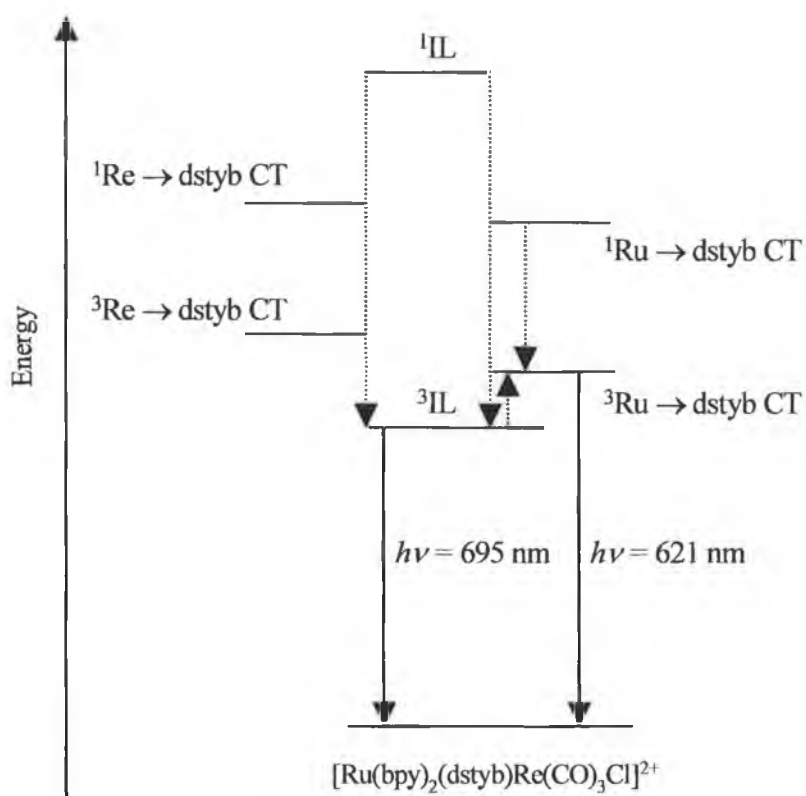 ¹IL
¹Re → dstyb CT
¹Ru → dstyb CT
³Re → dstyb CT
Energy
³IL
³Ru → dstyb CT
hν = 695 nm
hν = 621 nm
[Ru(bpy)₂(dstyb)Re(CO)₃Cl]²⁺